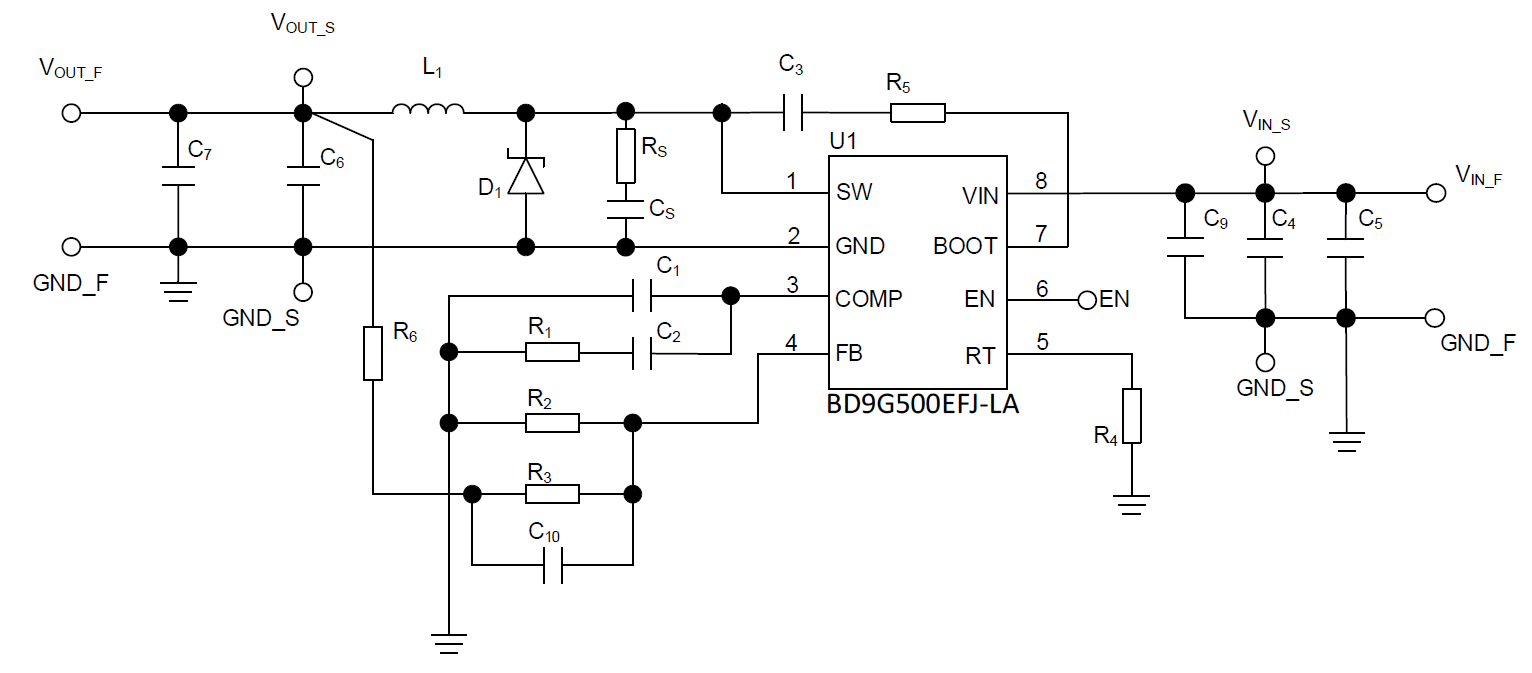 VOUT_S
VOUT_F
L1
C3
R5
VIN_S
U1
C7
C6
D1
RS
CS
1
SW
VIN
8
VIN_F
C9
C4
C5
2
GND
BOOT
7
GND_F
GND_S
C1
3
COMP
EN
6
EN
R6
R1
C2
4
FB
RT
5
GND_F
GND_S
BD9G500EFJ-LA
R2
R4
R3
C10